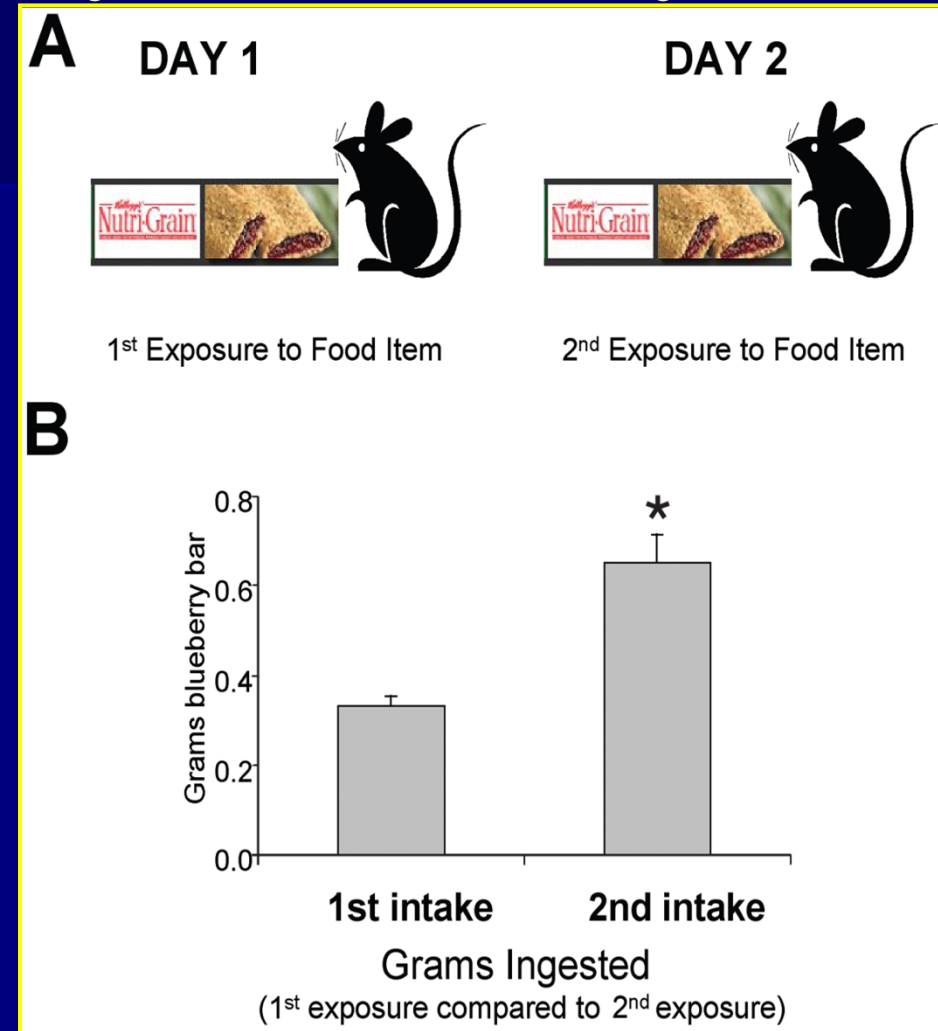 A
DAY 1
DAY 2
Kellogg's
Nutri·Grain
Kellogg's
Nutri·Grain
1st Exposure to Food Item
2nd Exposure to Food Item
B
Grams blueberry bar
0.8
0.6
0.4
0.2
0.0
*
1st intake
2nd intake
Grams Ingested
(1st exposure compared to 2nd exposure)